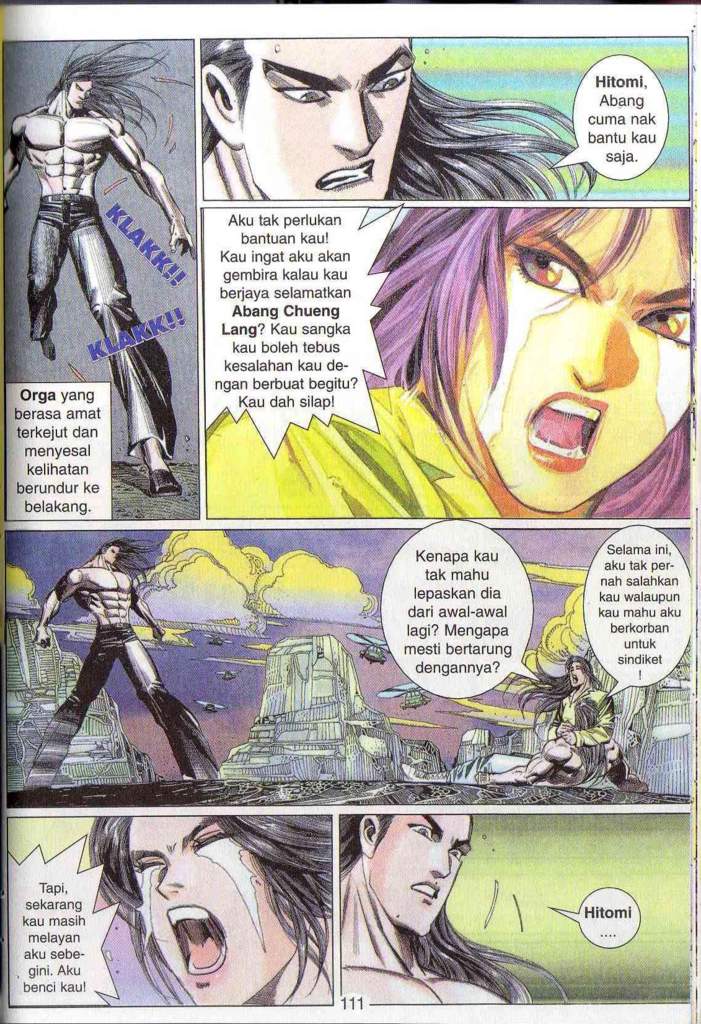 Hitomi,
Abang
cuma nak
bantu kau
saja.
KLAKK!!
KLAKK!!
Orga yang
berasa amat
terkejut dan
menyesal
kelihatan
berundur ke
belakang.
Aku tak perlukan
bantuan kau!
Kau ingat aku akan
gembira kalau kau
berjaya selamatkan
Abang Chueng
Lang? Kau sangka
kau boleh tebus
kesalahan kau de-
ngan berbuat begitu?
Kau dah silap!
Kenapa kau
tak mahu
lepaskan dia
dari awal-awal
lagi? Mengapa
mesti bertarung
dengannya?
Selama ini,
aku tak per-
nah salahkan
kau walaupun
kau mahu aku
berkorban
untuk
sindiket
!
Tapi,
sekarang
kau masih
melayan
aku sebe-
gini. Aku
benci kau!
Hitomi
....
111